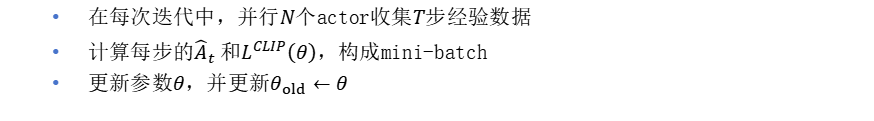 • 在每次迭代中，并行N个actor收集T步经验数据
• 计算每步的Â_t 和L^{CLIP}(θ)，构成mini-batch
• 更新参数θ，并更新θ_old ← θ